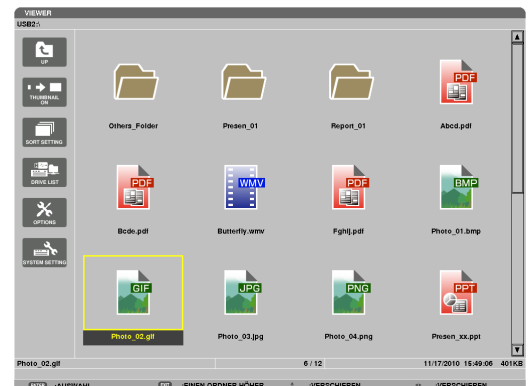 VIEWER
USB2:\
UP
THUMBNAIL
ON
SORT SETTING
DRIVE LIST
OPTIONS
SYSTEM SETTING
Others_Folder
Presen_01
Report_01
PDF
Abcd.pdf
PDF
Bcde.pdf
WMV
Butterfly.wmv
PDF
Fghij.pdf
BMP
Photo_01.bmp
GIF
Photo_02.gif
JPG
Photo_03.jpg
PNG
Photo_04.png
PPT
Presen_xx.ppt
Photo_02.gif 6 / 12 11/17/2010 15:49:06 401KB
ENTER :AUSWAHL EXIT :EINEN ORDNER HÖHER :VERSCHIEBEN :VERSCHIEBEN